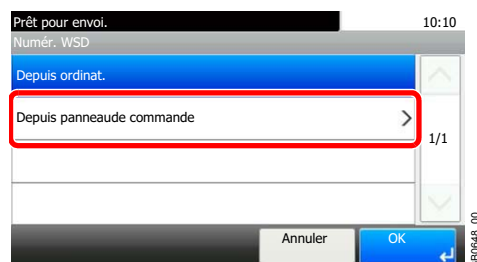 Prêt pour envoi. 10:10
Numér. WSD
Depuis ordinat.
Depuis panneaude commande
1/1
Annuler OK